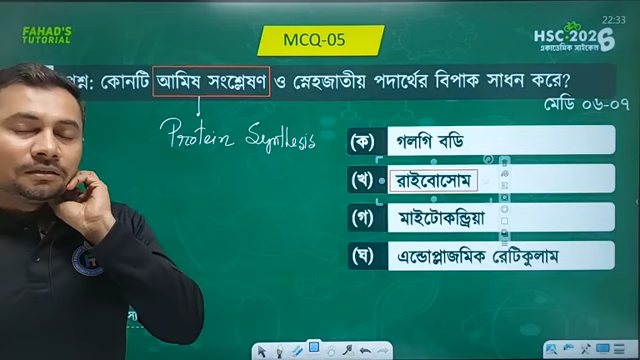 FAHAD'S
TUTORIAL
MCQ-05
22:33
HSC 2026
একাডেমিক সাইকেল
প্রশ্ন: কোনটি আমিষ সংশ্লেষণ ও স্নেহজাতীয় পদার্থের বিপাক সাধন করে?
মেডি ০৬-০৭
Protein Synthesis
(ক) গলগি বডি
(খ) রাইবোসোম
(গ) মাইটোকন্ড্রিয়া
(ঘ) এন্ডোপ্লাজমিক রেটিকুলাম